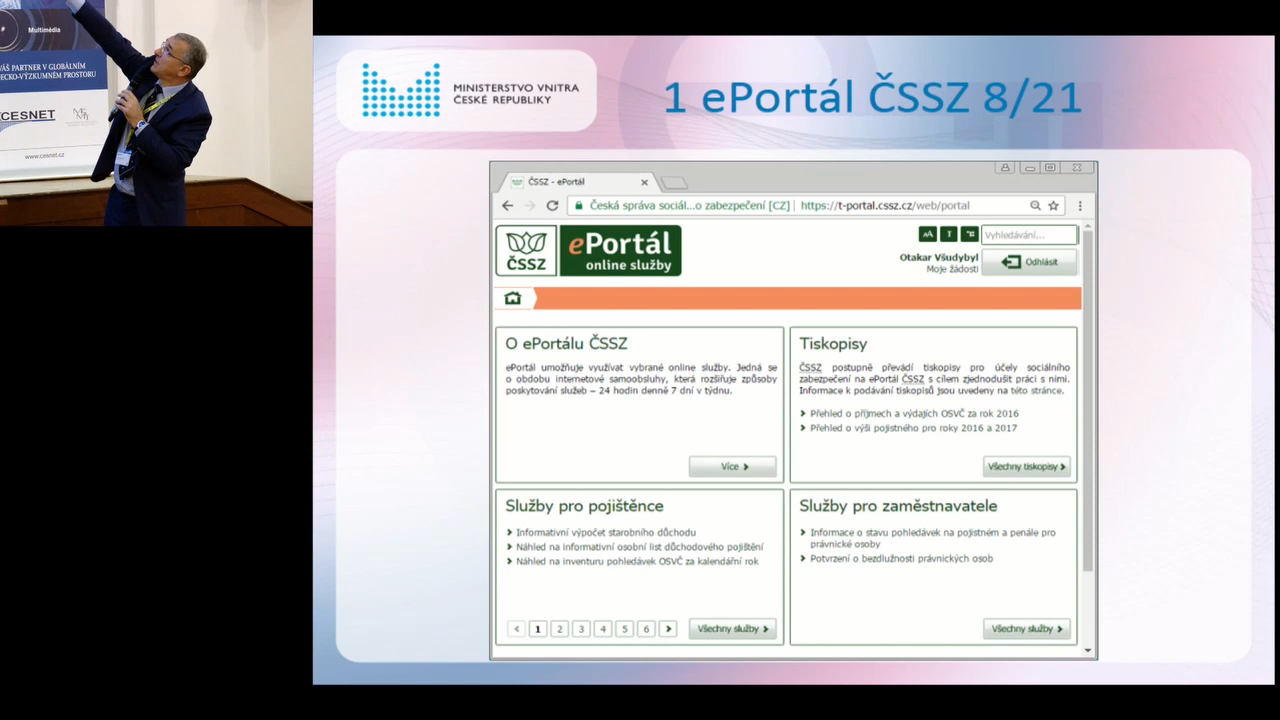 #
Multimédia
VÁŠ PARTNER V GLOBÁLNÍM
DECKO-VÝZKUMNÉM PROSTORU
CESNET
www.cesnet.cz
MINISTERSTVO VNITRA
ČESKÉ REPUBLIKY
1 ePortál ČSSZ 8/21
ČSSZ - ePortál
Česká správa sociál...o zabezpečení [CZ] | https://t-portal.cssz.cz/web/portal
ČSSZ
ePortál
online služby
Vyhledávání...
Otakar Všudybyl
Moje žádosti
Odhlásit
O ePortálu ČSSZ
ePortál umožňuje využívat vybrané online služby. Jedná se
o obdobu internetové samoobsluhy, která rozšiřuje způsoby
poskytování služeb – 24 hodin denně 7 dní v týdnu.
Více
Tiskopisy
ČSSZ postupně převádí tiskopisy pro účely sociálního
zabezpečení na ePortál ČSSZ s cílem zjednodušit práci s nimi.
Informace k podávání tiskopisů jsou uvedeny na této stránce.
Přehled o příjmech a výdajích OSVČ za rok 2016
Přehled o výši pojistného pro roky 2016 a 2017
Všechny tiskopisy
Služby pro pojištěnce
Informativní výpočet starobního důchodu
Náhled na informativní osobní list důchodového pojištění
Náhled na inventuru pohledávek OSVČ za kalendářní rok
< 1 2 3 4 5 6 >
Všechny služby
Služby pro zaměstnavatele
Informace o stavu pohledávek na pojistném a penále pro
právnické osoby
Potvrzení o bezdlužnosti právnických osob
Všechny služby